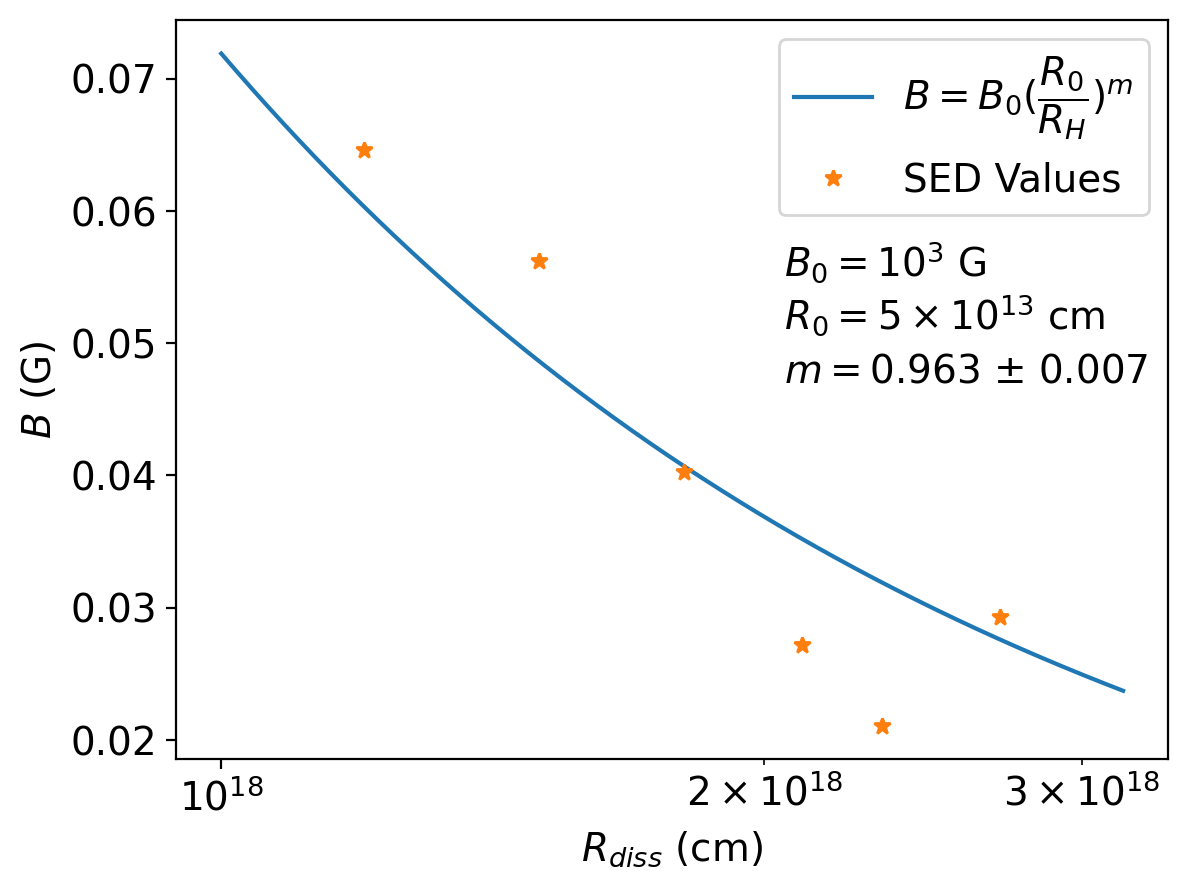 B = B₀(R₀/R_H)ᵐ
SED Values
B₀ = 10³ G
R₀ = 5 × 10¹³ cm
m = 0.963 ± 0.007
0.07
0.06
0.05
0.04
0.03
0.02
B (G)
10¹⁸
2 × 10¹⁸
3 × 10¹⁸
R_diss (cm)